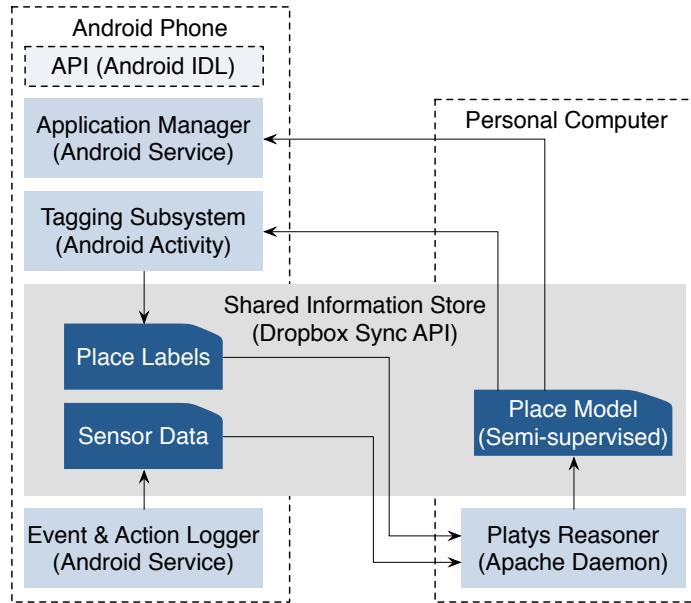 Android Phone
API (Android IDL)
Application Manager
(Android Service)
Personal Computer
Tagging Subsystem
(Android Activity)
Shared Information Store
(Dropbox Sync API)
Place Labels
Sensor Data
Place Model
(Semi-supervised)
Event & Action Logger
(Android Service)
Platys Reasoner
(Apache Daemon)